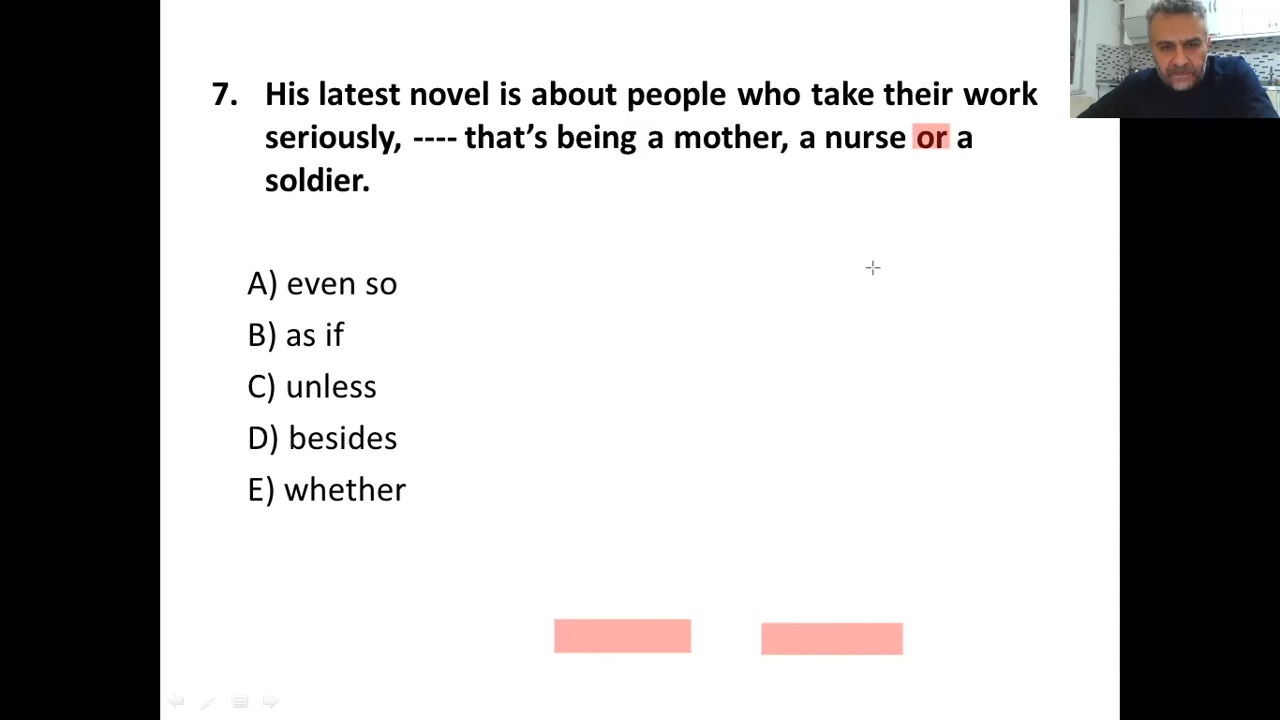 7. His latest novel is about people who take their work
seriously, ---- that’s being a mother, a nurse or a
soldier.
A) even so
B) as if
C) unless
D) besides
E) whether